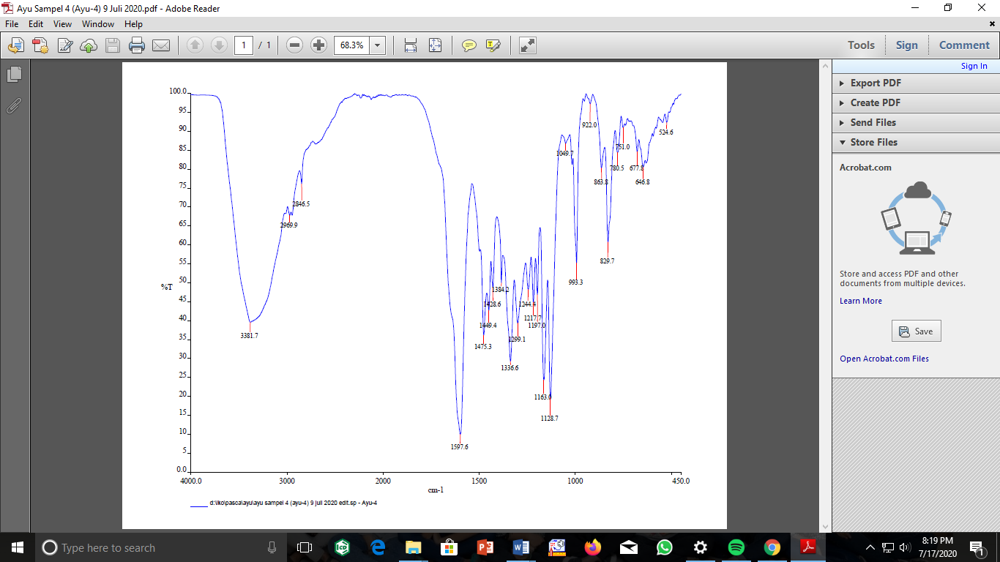 Ayu Sampel 4 (Ayu-4) 9 Juli 2020.pdf - Adobe Reader
File Edit View Window Help
1 / 1 68.3% Tools Sign Comment
Sign In
Export PDF
Create PDF
Send Files
Store Files
Acrobat.com
Store and access PDF and other
documents from multiple devices.
Learn More
Save
Open Acrobat.com Files
100.0
95
90
85
80
75
70
65
60
55
50
45
40
35
30
25
20
15
10
5
0.0
%T
4000.0 3000 2000 1500 1000 450.0
cm-1
3381.7
2969.9
2846.5
1597.6
1475.3
1449.4
1428.6
1384.2
1336.6
1299.1
1244.4
1217.7
1197.0
1163.0
1128.7
1049.7
993.3
922.0
863.8
829.7
780.5
751.0
677.8
646.8
524.6
d:\iko\pasca\ayu\ayu sampel 4 (ayu-4) 9 juli 2020 edit.sp - Ayu-4
Type here to search
8:19 PM
7/17/2020
1